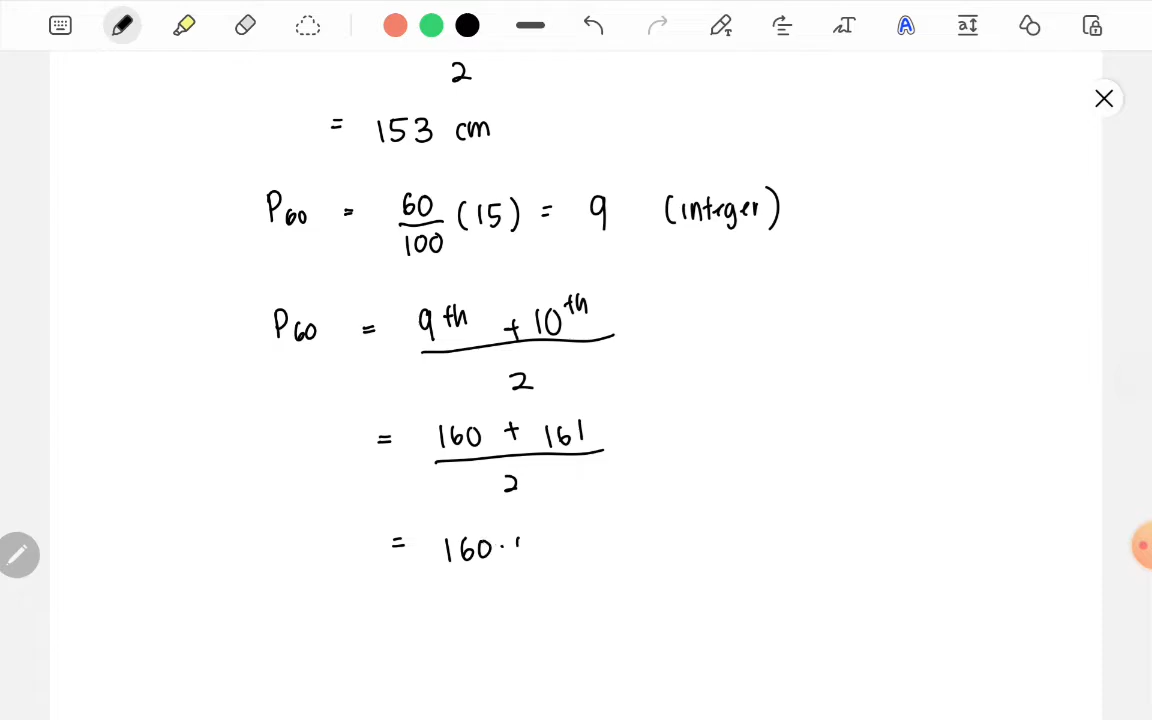 2
= 153 cm
P60 = 60/100 (15) = 9 (integer)
P60 = 9th + 10th
2
= 160 + 161
2
= 160.